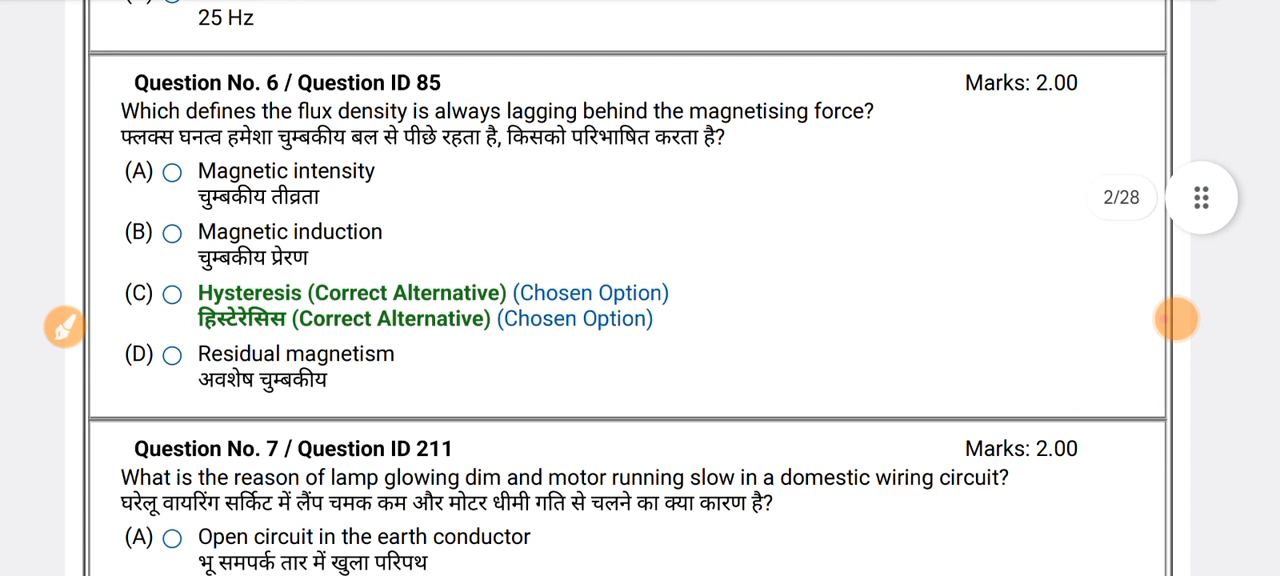 25 Hz
Question No. 6 / Question ID 85 Marks: 2.00
Which defines the flux density is always lagging behind the magnetising force?
फ्लक्स घनत्व हमेशा चुम्बकीय बल से पीछे रहता है, किसको परिभाषित करता है?
(A) Magnetic intensity
चुम्बकीय तीव्रता
(B) Magnetic induction
चुम्बकीय प्रेरण
2/28
(C) Hysteresis (Correct Alternative) (Chosen Option)
हिस्टेरेसिस (Correct Alternative) (Chosen Option)
(D) Residual magnetism
अवशेष चुम्बकीय
Question No. 7 / Question ID 211 Marks: 2.00
What is the reason of lamp glowing dim and motor running slow in a domestic wiring circuit?
घरेलू वायरिंग सर्किट में लैंप चमक कम और मोटर धीमी गति से चलने का क्या कारण है?
(A) Open circuit in the earth conductor
भू समपर्क तार में खुला परिपथ